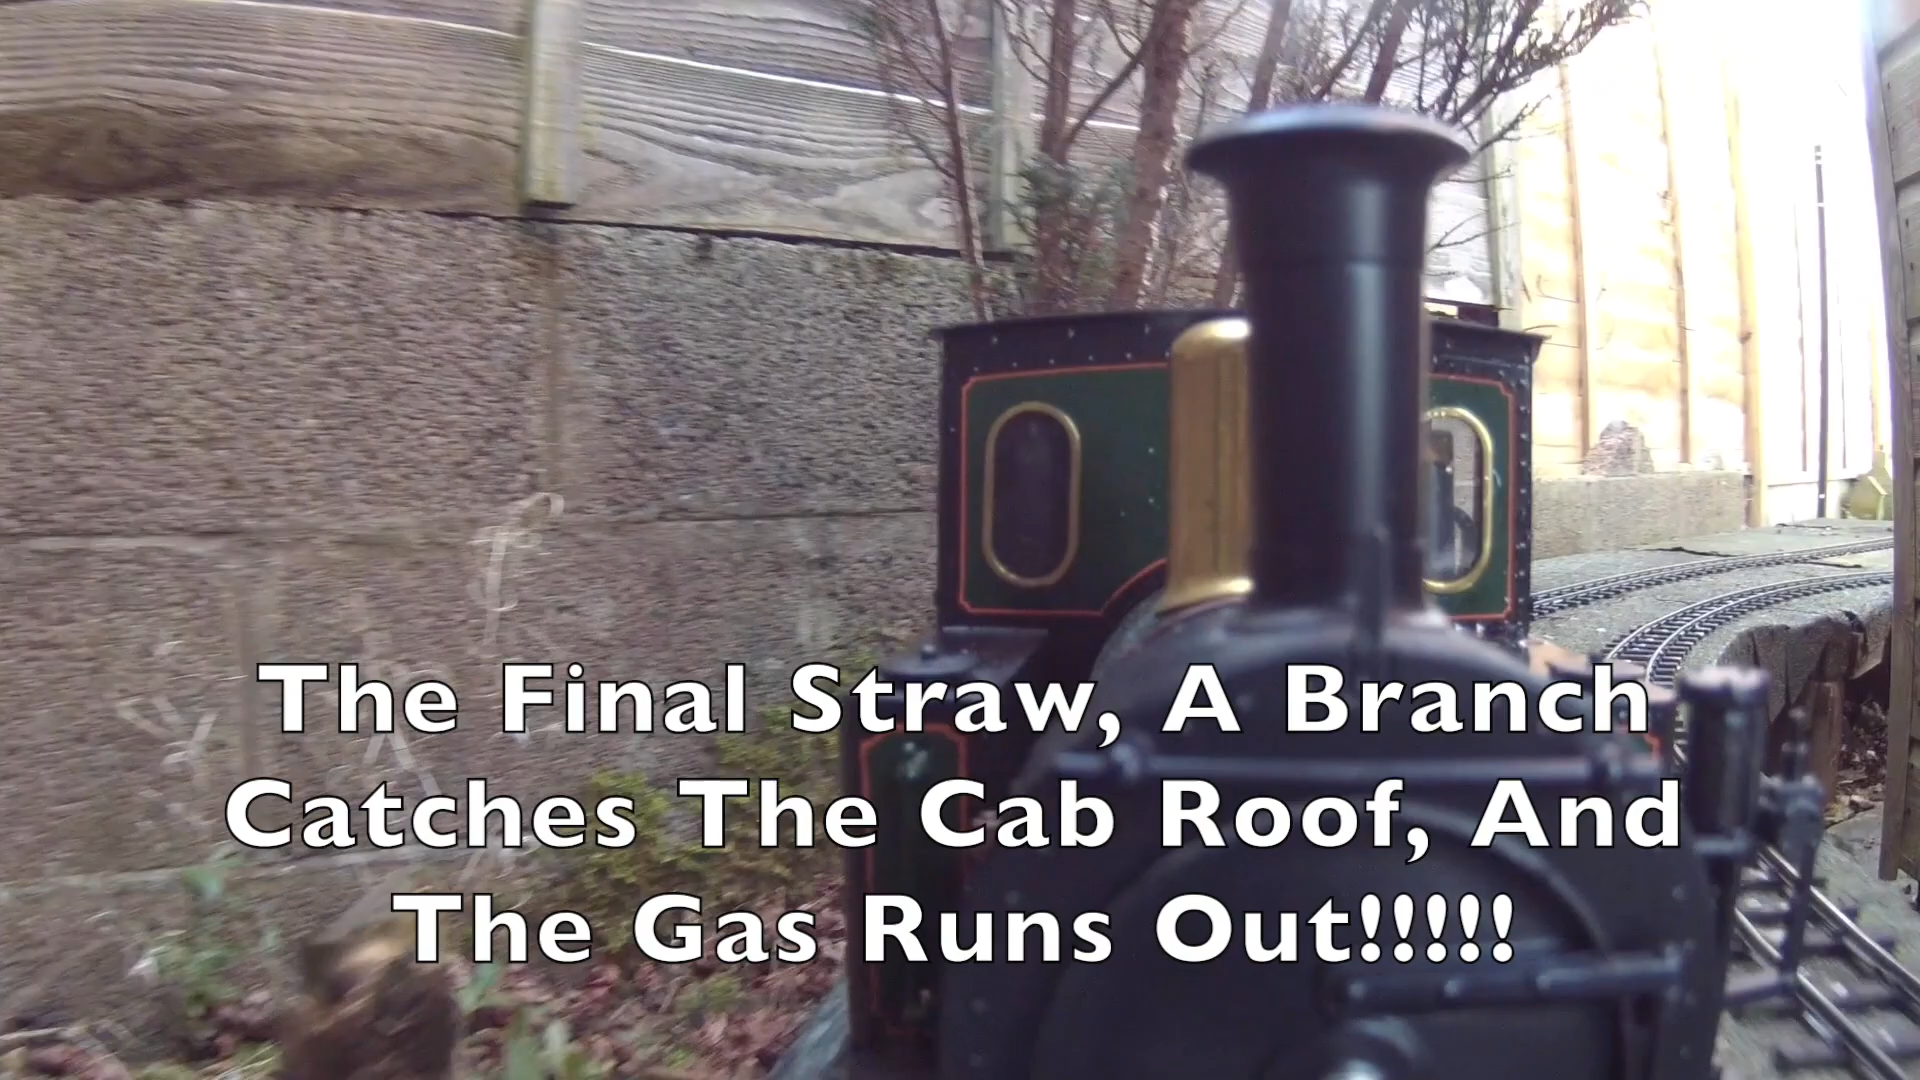 The Final Straw, A Branch
Catches The Cab Roof, And
The Gas Runs Out!!!!!